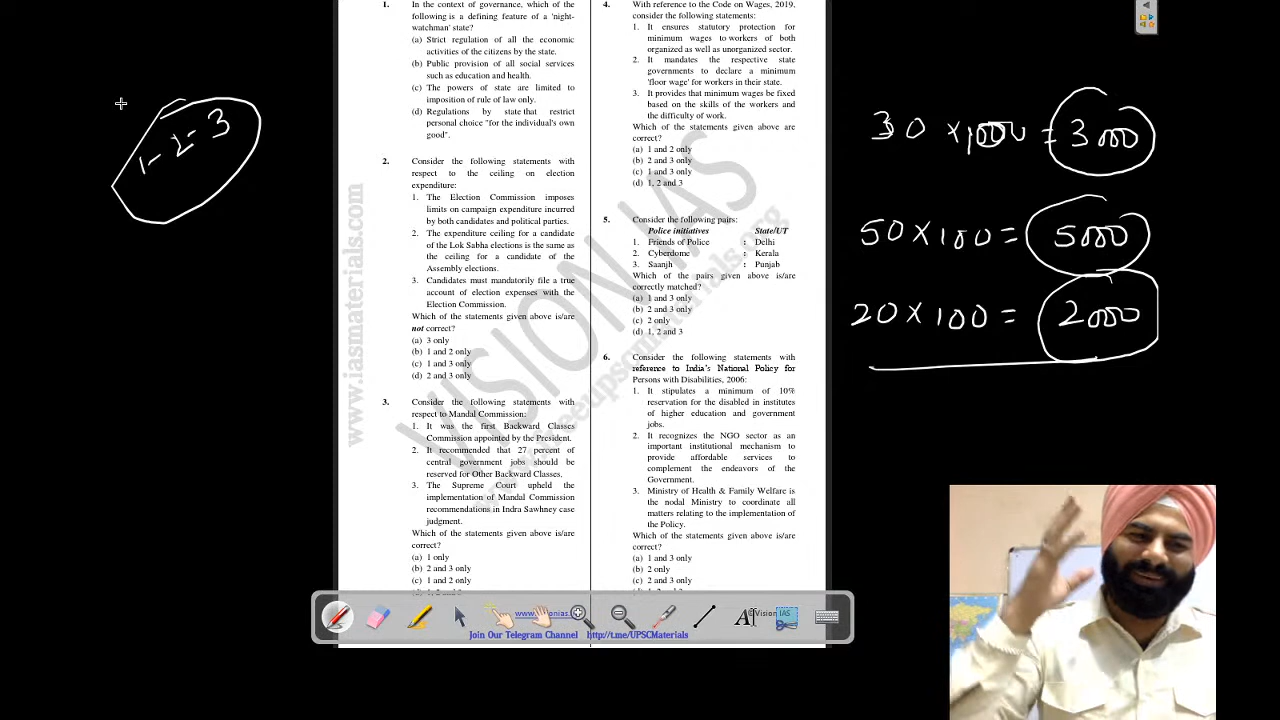 1-2-3
1. In the context of governance, which of the
following is a defining feature of a 'night-
watchman' state?
(a) Strict regulation of all the economic
activities of the citizens by the state.
(b) Public provision of all social services
such as education and health.
(c) The powers of state are limited to
imposition of rule of law only.
(d) Regulations by state that restrict
personal choice "for the individual's own
good".
2. Consider the following statements with
respect to the ceiling on election
expenditure:
1. The Election Commission imposes
limits on campaign expenditure incurred
by both candidates and political parties.
2. The expenditure ceiling for a candidate
of the Lok Sabha elections is the same as
the ceiling for a candidate of the
Assembly elections.
3. Candidates must mandatorily file a true
account of election expenses with the
Election Commission.
Which of the statements given above is/are
not correct?
(a) 3 only
(b) 1 and 2 only
(c) 1 and 3 only
(d) 2 and 3 only
3. Consider the following statements with
respect to Mandal Commission:
1. It was the first Backward Classes
Commission appointed by the President.
2. It recommended that 27 percent of
central government jobs should be
reserved for Other Backward Classes.
3. The Supreme Court upheld the
implementation of Mandal Commission
recommendations in Indra Sawhney case
judgment.
Which of the statements given above is/are
correct?
(a) 1 only
(b) 2 and 3 only
(c) 1 and 2 only
4. With reference to the Code on Wages, 2019,
consider the following statements:
1. It ensures statutory protection for
minimum wages to workers of both
organized as well as unorganized sector.
2. It mandates the respective state
governments to declare a minimum
'floor wage' for workers in their state.
3. It provides that minimum wages be fixed
based on the skills of the workers and
the difficulty of work.
Which of the statements given above are
correct?
(a) 1 and 2 only
(b) 2 and 3 only
(c) 1 and 3 only
(d) 1, 2 and 3
5. Consider the following pairs:
Police initiatives State/UT
1. Friends of Police : Delhi
2. Cyberdome : Kerala
3. Saanjh : Punjab
Which of the pairs given above is/are
correctly matched?
(a) 1 and 3 only
(b) 2 and 3 only
(c) 2 only
(d) 1, 2 and 3
6. Consider the following statements with
reference to India's National Policy for
Persons with Disabilities, 2006:
1. It stipulates a minimum of 10%
reservation for the disabled in institutes
of higher education and government
jobs.
2. It recognizes the NGO sector as an
important institutional mechanism to
provide affordable services to
complement the endeavors of the
Government.
3. Ministry of Health & Family Welfare is
the nodal Ministry to coordinate all
matters relating to the implementation of
the Policy.
Which of the statements given above is/are
correct?
(a) 1 and 3 only
(b) 2 only
(c) 2 and 3 only
www.iasmaterials.com
VISION IAS
Vision IAS
Join Our Telegram Channel http://t.me/UPSCMaterials
= 3000
50 x 100 = 5000
20 x 100 = 2000